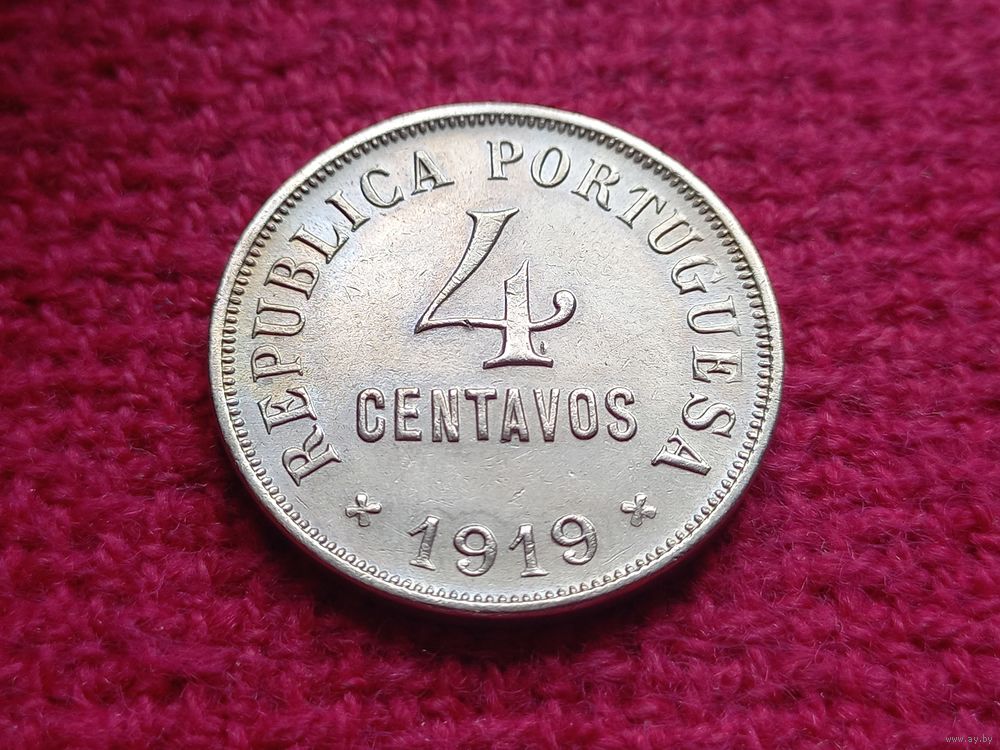 REPUBLICA PORTUGUESA
4
CENTAVOS
1919
www.ay.by